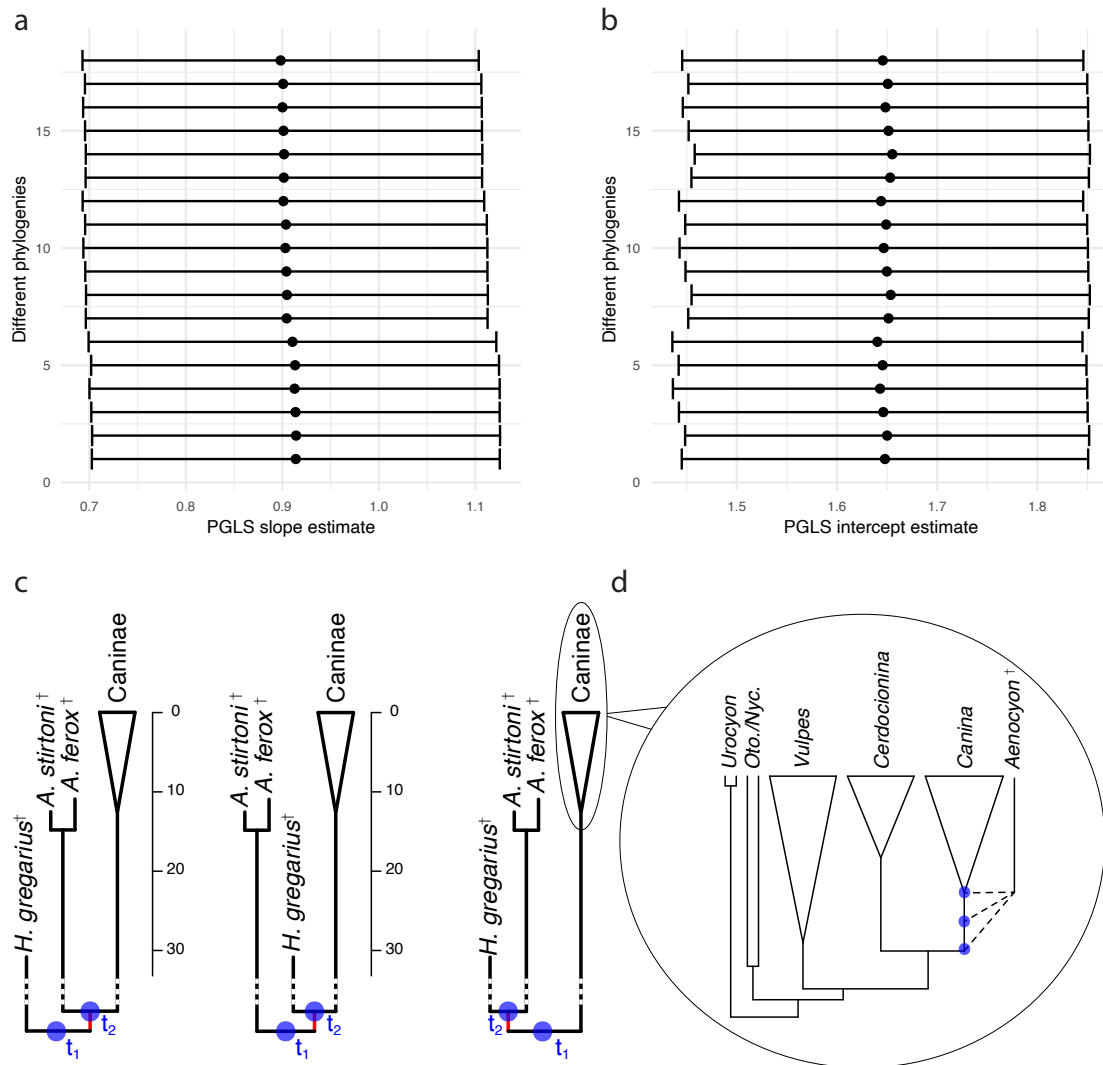 a
Different phylogenies
15
10
5
0
0.7 0.9 1.0 1.1
PGLS slope estimate
b
Different phylogenies
15
10
5
0
1.5 1.6 1.7 1.8
PGLS intercept estimate
c
H. gregarius†
A. stirtoni †
A. ferox †
Caninae
0
10
20
30
t1
t2
A. stirtoni †
A. ferox †
H. gregarius†
Caninae
0
10
20
30
t1
t2
H. gregarius†
A. stirtoni †
A. ferox †
Caninae
t2
t1
d
Urocyon
Oto./Nyc.
Vulpes
Cerdocionina
Canina
Aenocyon †